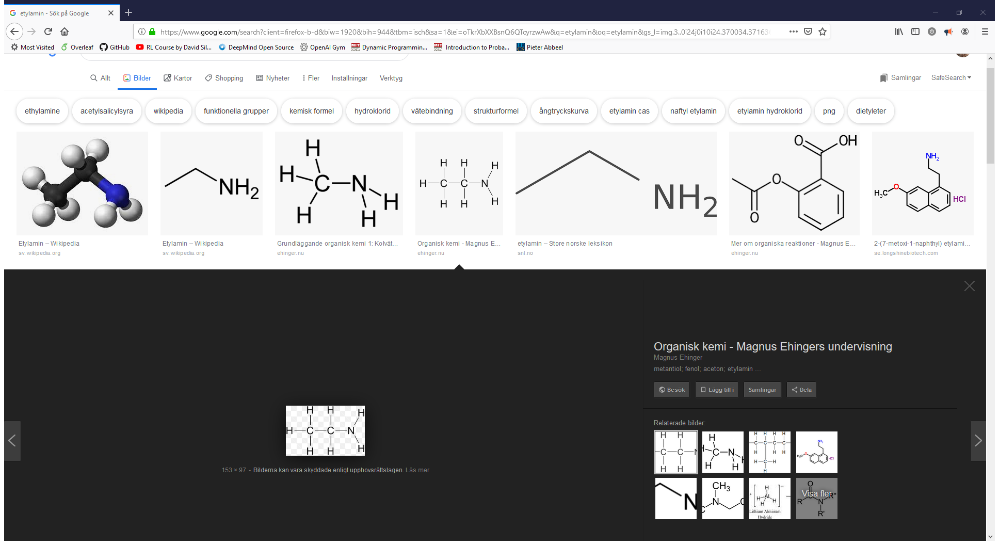 etylamin - Sök på Google
https://www.google.com/search?client=firefox-b-d&biw=1920&bih=944&tbm=isch&sa=1&ei=oTkrXbXXBsnQ6QTcyrzwAw&q=etylamin&oq=etylamin&gs_l=img.3..0i24j0i10i24.370034.37163
Most Visited Overleaf GitHub RL Course by David Sil... DeepMind Open Source OpenAI Gym Dynamic Programmin... Introduction to Proba... Pieter Abbeel
Allt Bilder Kartor Shopping Nyheter Fler Inställningar Verktyg Samlingar SafeSearch
ethylamine acetylsalicylsyra wikipedia funktionella grupper kemisk formel hydroklorid vätebindning strukturformel ångtryckskurva etylamin cas naftyl etylamin etylamin hydroklorid png dietyleter
NH2
H
H C N H
H H
H H H
H C C N
H H H
NH2
O OH
O
O
NH2
H3C O HCl
Etylamin – Wikipedia Etylamin – Wikipedia Grundläggande organisk kemi 1: Kolvät... Organisk kemi - Magnus E... etylamin – Store norske leksikon Mer om organiska reaktioner - Magnus E... 2-(7-metoxi-1-naphthyl) etylami...
sv.wikipedia.org sv.wikipedia.org ehinger.nu ehinger.nu snl.no ehinger.nu se.longshinebiotech.com
Organisk kemi - Magnus Ehingers undervisning
Magnus Ehinger
metantiol; fenol; aceton; etylamin ...
Besök Lägg till i Samlingar Dela
H H H
H C C N
H H H
153 × 97 - Bilderna kan vara skyddade enligt upphovsrättslagen. Läs mer
Relaterade bilder:
H H
C C N
H H
H
H C N H
H H
H H H H
C C C C
H H H
H C H
H
NH2
H3C O HCl
N
CH3
N
C O
H
H Al H
H
Lithium Alminum
Hydride
O
Visa fler
R N R"
R'